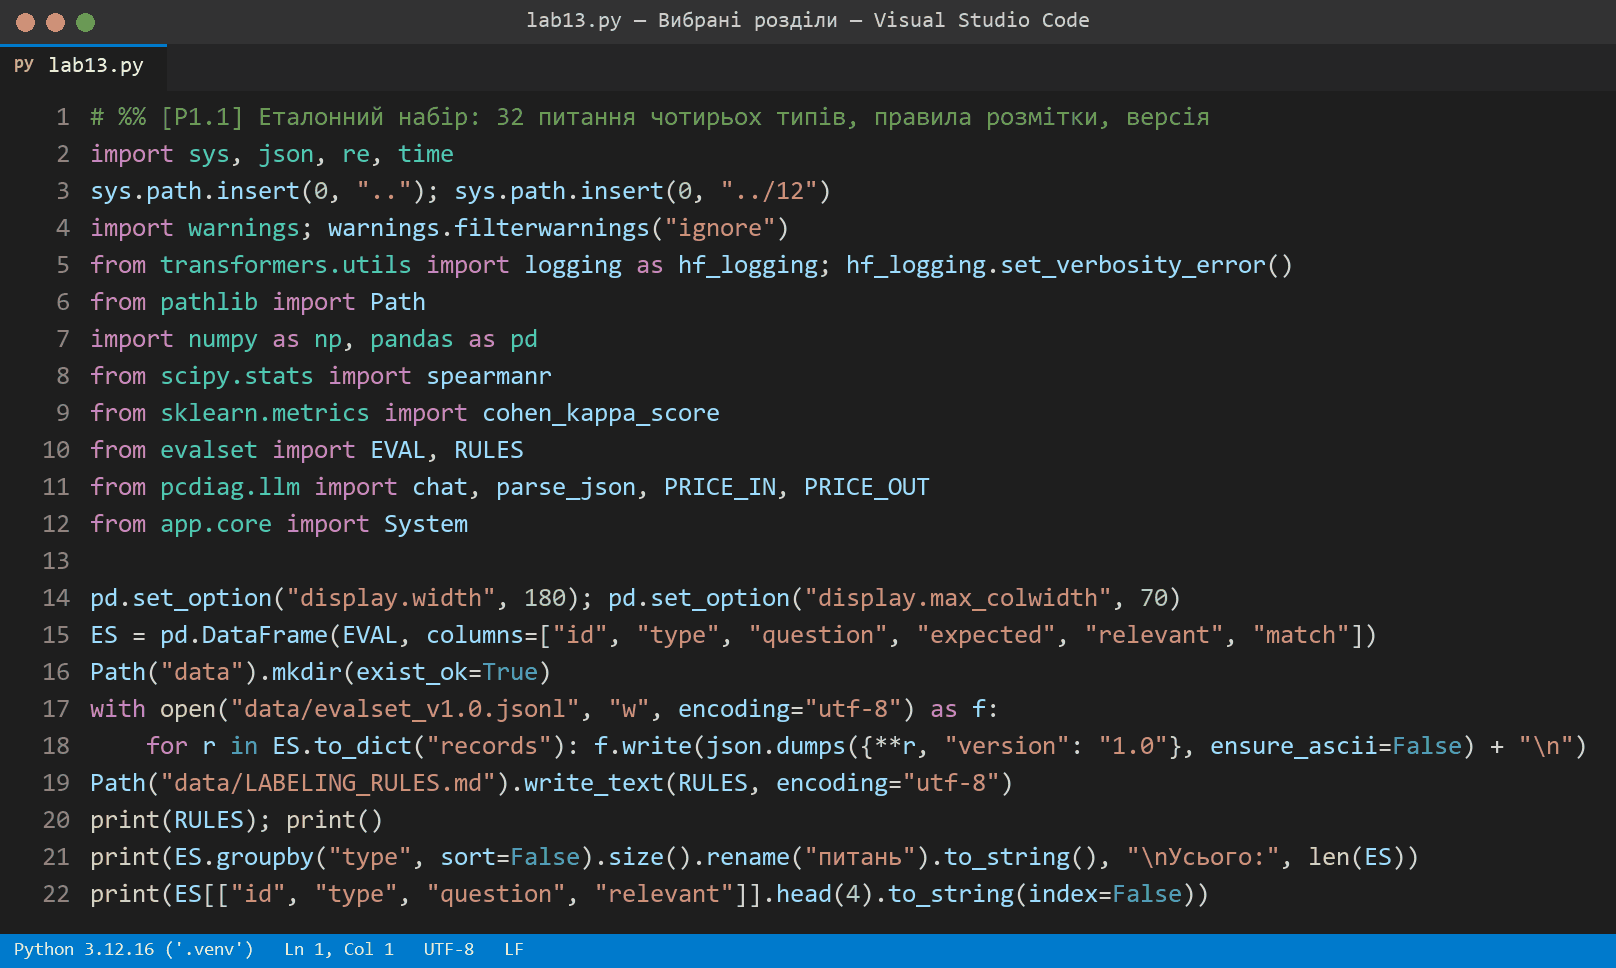 lab13.py — Вибрані розділи — Visual Studio Code
PY lab13.py
1 # %% [P1.1] Еталонний набір: 32 питання чотирьох типів, правила розмітки, версія
2 import sys, json, re, time
3 sys.path.insert(0, ".."); sys.path.insert(0, "../12")
4 import warnings; warnings.filterwarnings("ignore")
5 from transformers.utils import logging as hf_logging; hf_logging.set_verbosity_error()
6 from pathlib import Path
7 import numpy as np, pandas as pd
8 from scipy.stats import spearmanr
9 from sklearn.metrics import cohen_kappa_score
10 from evalset import EVAL, RULES
11 from pcdiag.llm import chat, parse_json, PRICE_IN, PRICE_OUT
12 from app.core import System
13
14 pd.set_option("display.width", 180); pd.set_option("display.max_colwidth", 70)
15 ES = pd.DataFrame(EVAL, columns=["id", "type", "question", "expected", "relevant", "match"])
16 Path("data").mkdir(exist_ok=True)
17 with open("data/evalset_v1.0.jsonl", "w", encoding="utf-8") as f:
18     for r in ES.to_dict("records"): f.write(json.dumps({**r, "version": "1.0"}, ensure_ascii=False) + "\n")
19 Path("data/LABELING_RULES.md").write_text(RULES, encoding="utf-8")
20 print(RULES); print()
21 print(ES.groupby("type", sort=False).size().rename("питань").to_string(), "\nУсього:", len(ES))
22 print(ES[["id", "type", "question", "relevant"]].head(4).to_string(index=False))
Python 3.12.16 ('.venv') Ln 1, Col 1 UTF-8 LF